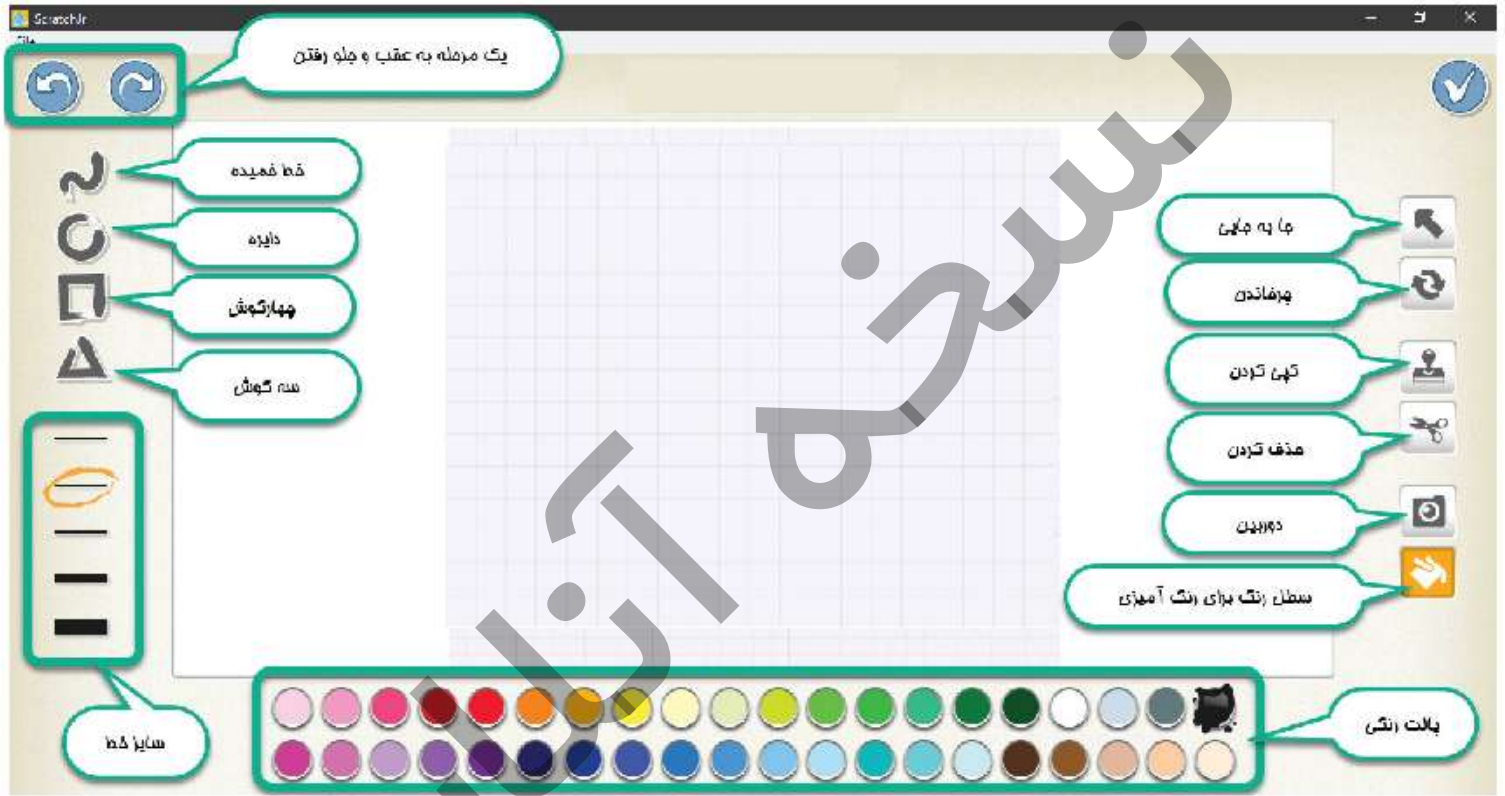 ScratchJr
یک مرحله به عقب و جلو رفتن
خط خمیده
دایره
چهارگوش
سه گوش
سایز خط
جا به جایی
چرخاندن
کپی کردن
حذف کردن
دوربین
سطل رنگ برای رنگ آمیزی
پالت رنگی
نسخه